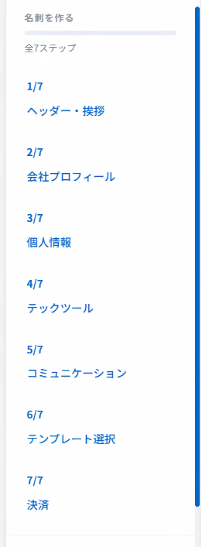 名刺を作る
全7ステップ
1/7
ヘッダー・挨拶
2/7
会社プロフィール
3/7
個人情報
4/7
テックツール
5/7
コミュニケーション
6/7
テンプレート選択
7/7
決済